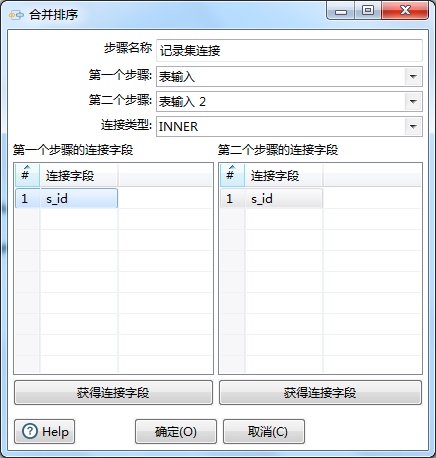 合并排序
步骤名称 记录集连接
第一个步骤: 表输入
第二个步骤: 表输入 2
连接类型: INNER
第一个步骤的连接字段 第二个步骤的连接字段
# 连接字段 # 连接字段
1 s_id 1 s_id
获得连接字段 获得连接字段
Help 确定(O) 取消(C)